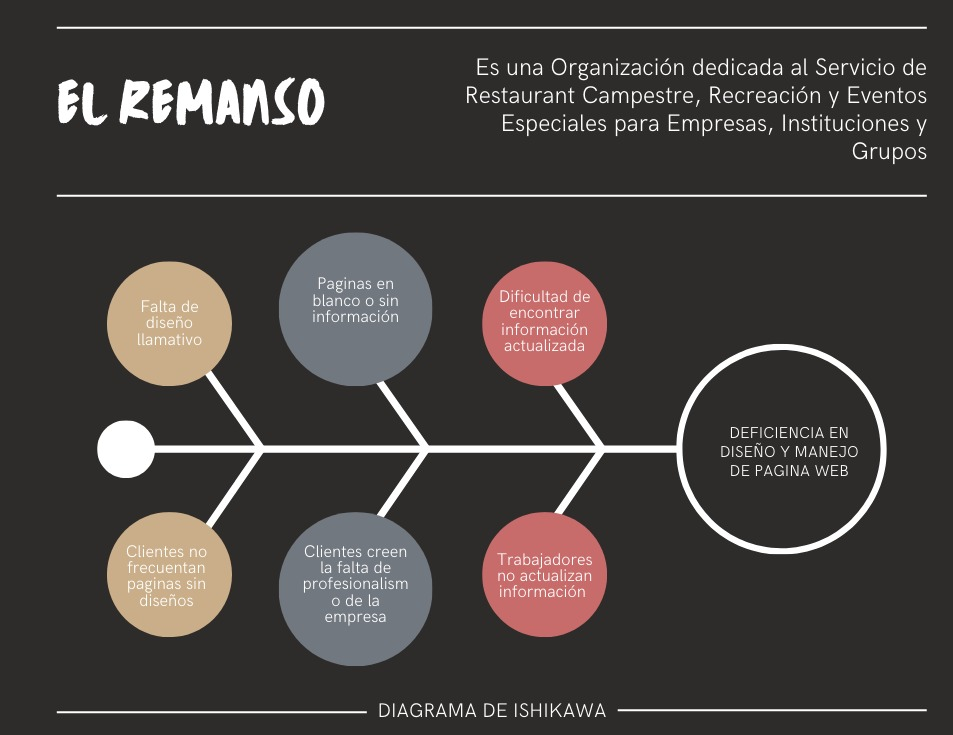 EL REMANSO
Es una Organización dedicada al Servicio de
Restaurant Campestre, Recreación y Eventos
Especiales para Empresas, Instituciones y
Grupos
Falta de
diseño
llamativo
Paginas en
blanco o sin
información
Dificultad de
encontrar
información
actualizada
DEFICIENCIA EN
DISEÑO Y MANEJO
DE PAGINA WEB
Clientes no
frecuentan
paginas sin
diseños
Clientes creen
la falta de
profesionalism
o de la
empresa
Trabajadores
no actualizan
información
DIAGRAMA DE ISHIKAWA